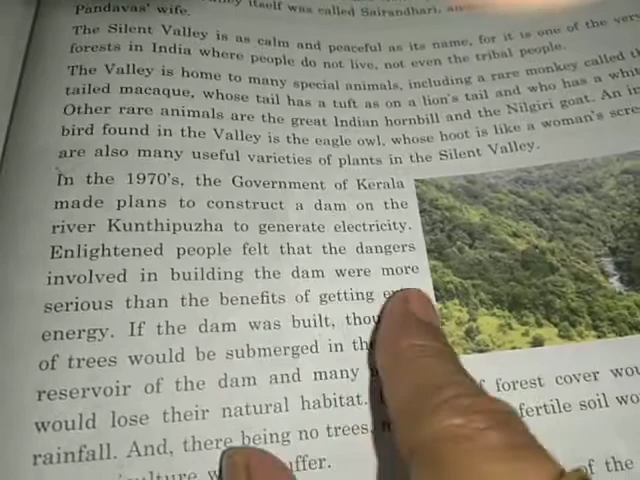 itself was called Sairandhari,
Pandavas' wife.
The Silent Valley is as calm and peaceful as its name, for it is one of the very
forests in India where people do not live, not even the tribal people.
The Valley is home to many special animals, including a rare monkey called
tailed macaque, whose tail has a tuft as on a lion's tail and who has a
Other rare animals are the great Indian hornbill and the Nilgiri goat. An
bird found in the Valley is the eagle owl, whose hoot is like a woman's
are also many useful varieties of plants in the Silent Valley.
In the 1970's, the Government of Kerala
made plans to construct a dam on the
river Kunthipuzha to generate electricity.
Enlightened people felt that the dangers
involved in building the dam were more
serious than the benefits of getting
energy. If the dam was built,
of trees would be submerged in
reservoir of the dam and many
would lose their natural habitat. forest cover
rainfall. And, there being no trees, fertile soil
of the